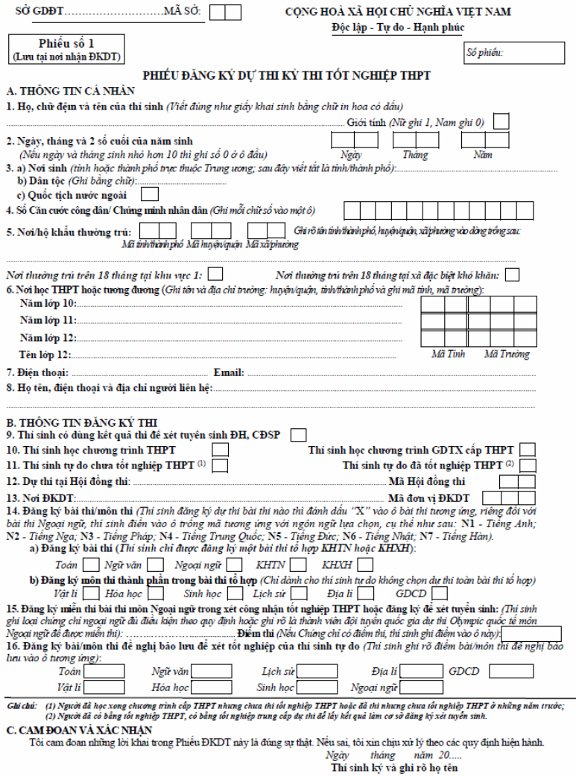 SỞ GDĐT……………………………MÃ SỞ:
CỘNG HOÀ XÃ HỘI CHỦ NGHĨA VIỆT NAM
Độc lập - Tự do - Hạnh phúc
Phiếu số 1
(Lưu tại nơi nhận ĐKDT)
Số phiếu:
PHIẾU ĐĂNG KÝ DỰ THI KỲ THI TỐT NGHIỆP THPT
A. THÔNG TIN CÁ NHÂN
1. Họ, chữ đệm và tên của thí sinh (Viết đúng như giấy khai sinh bằng chữ in hoa có dấu)
Giới tính (Nữ ghi 1, Nam ghi 0)
2. Ngày, tháng và 2 số cuối của năm sinh
(Nếu ngày và tháng sinh nhỏ hơn 10 thì ghi số 0 ở ô đầu)
Ngày Tháng Năm
3. a) Nơi sinh (tỉnh hoặc thành phố trực thuộc Trung ương; sau đây viết tắt là tỉnh/thành phố):
b) Dân tộc (Ghi bằng chữ):
c) Quốc tịch nước ngoài
4. Số Căn cước công dân/ Chứng minh nhân dân (Ghi mỗi chữ số vào một ô)
5. Nơi/hộ khẩu thường trú:
Ghi rõ tên tỉnh/thành phố, huyện/quận, xã/phường vào dòng trống sau:
Mã tỉnh/thành phố Mã huyện/quận Mã xã/phường
Nơi thường trú trên 18 tháng tại khu vực 1: Nơi thường trú trên 18 tháng tại xã đặc biệt khó khăn:
6. Nơi học THPT hoặc tương đương (Ghi tên và địa chỉ trường: huyện/quận, tỉnh/thành phố và ghi mã tỉnh, mã trường):
Năm lớp 10:
Năm lớp 11:
Năm lớp 12:
Tên lớp 12:
Mã Tỉnh Mã Trường
7. Điện thoại: Email:
8. Họ tên, điện thoại và địa chỉ người liên hệ:
B. THÔNG TIN ĐĂNG KÝ THI
9. Thí sinh có dùng kết quả thi để xét tuyển sinh ĐH, CĐSP
10. Thí sinh học chương trình THPT Thí sinh học chương trình GDTX cấp THPT
11. Thí sinh tự do chưa tốt nghiệp THPT (1) Thí sinh tự do đã tốt nghiệp THPT (2)
12. Dự thi tại Hội đồng thi: Mã Hội đồng thi
13. Nơi ĐKDT: Mã đơn vị ĐKDT
14. Đăng ký bài thi/môn thi (Thí sinh đăng ký dự thi bài thi nào thì đánh dấu "X" vào ô bài thi tương ứng, riêng đối với
bài thi Ngoại ngữ, thí sinh điền vào ô trống mã tương ứng với ngôn ngữ lựa chọn, cụ thể như sau: N1 - Tiếng Anh;
N2 - Tiếng Nga; N3 - Tiếng Pháp; N4 - Tiếng Trung Quốc; N5 - Tiếng Đức; N6 - Tiếng Nhật; N7 - Tiếng Hàn).
a) Đăng ký bài thi (Thí sinh chỉ được đăng ký một bài thi tổ hợp KHTN hoặc KHXH):
Toán Ngữ văn Ngoại ngữ KHTN KHXH
b) Đăng ký môn thi thành phần trong bài thi tổ hợp (Chỉ dành cho thí sinh tự do không chọn dự thi toàn bài thi tổ hợp)
Vật lí Hóa học Sinh học Lịch sử Địa lí GDCD
15. Đăng ký miễn thi bài thi môn Ngoại ngữ trong xét công nhận tốt nghiệp THPT hoặc đăng ký để xét tuyển sinh: (Thí sinh
ghi loại chứng chỉ ngoại ngữ đủ điều kiện theo quy định hoặc ghi rõ là thành viên đội tuyển quốc gia dự thi Olympic quốc tế môn
Ngoại ngữ để được miễn thi): Điểm thi (Nếu Chứng chỉ có điểm thi, thí sinh ghi điểm vào ô này):
16. Đăng ký bài thi/môn thi đề nghị bảo lưu để xét tốt nghiệp của thí sinh tự do (Thí sinh ghi rõ điểm bài/môn thi đề nghị bảo
lưu vào ô tương ứng):
Toán Ngữ văn Lịch sử Địa lí GDCD
Vật lí Hóa học Sinh học Ngoại ngữ
Ghi chú: (1) Người đã học xong chương trình cấp THPT nhưng chưa thi tốt nghiệp THPT hoặc đã thi nhưng chưa tốt nghiệp THPT ở những năm trước;
(2) Người đã có bằng tốt nghiệp THPT, có bằng tốt nghiệp trung cấp dự thi để lấy kết quả làm cơ sở đăng ký xét tuyển sinh.
C. CAM ĐOAN VÀ XÁC NHẬN
Tôi cam đoan những lời khai trong Phiếu ĐKDT này là đúng sự thật. Nếu sai, tôi xin chịu xử lý theo các quy định hiện hành.
Ngày tháng năm 20.....
Thí sinh ký và ghi rõ họ tên